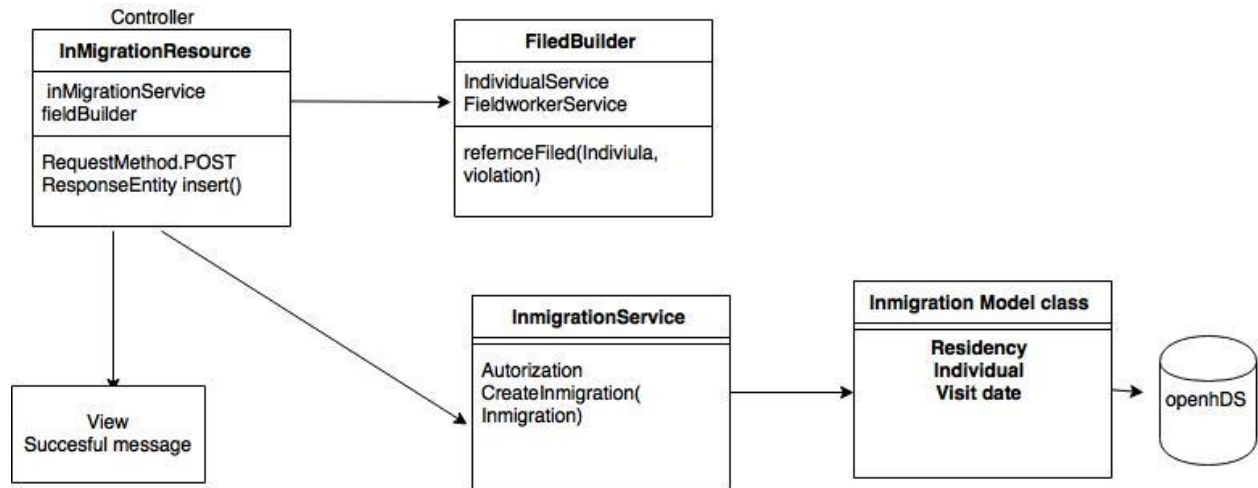 Controller
InMigrationResource
inMigrationService
fieldBuilder
RequestMethod.POST
ResponseEntity insert()
FiledBuilder
IndividualService
FieldworkerService
refernceFiled(Indiviula,
violation)
View
Succesful message
InmigrationService
Autorization
CreateInmigration(
Inmigration)
Inmigration Model class
Residency
Individual
Visit date
openhDS